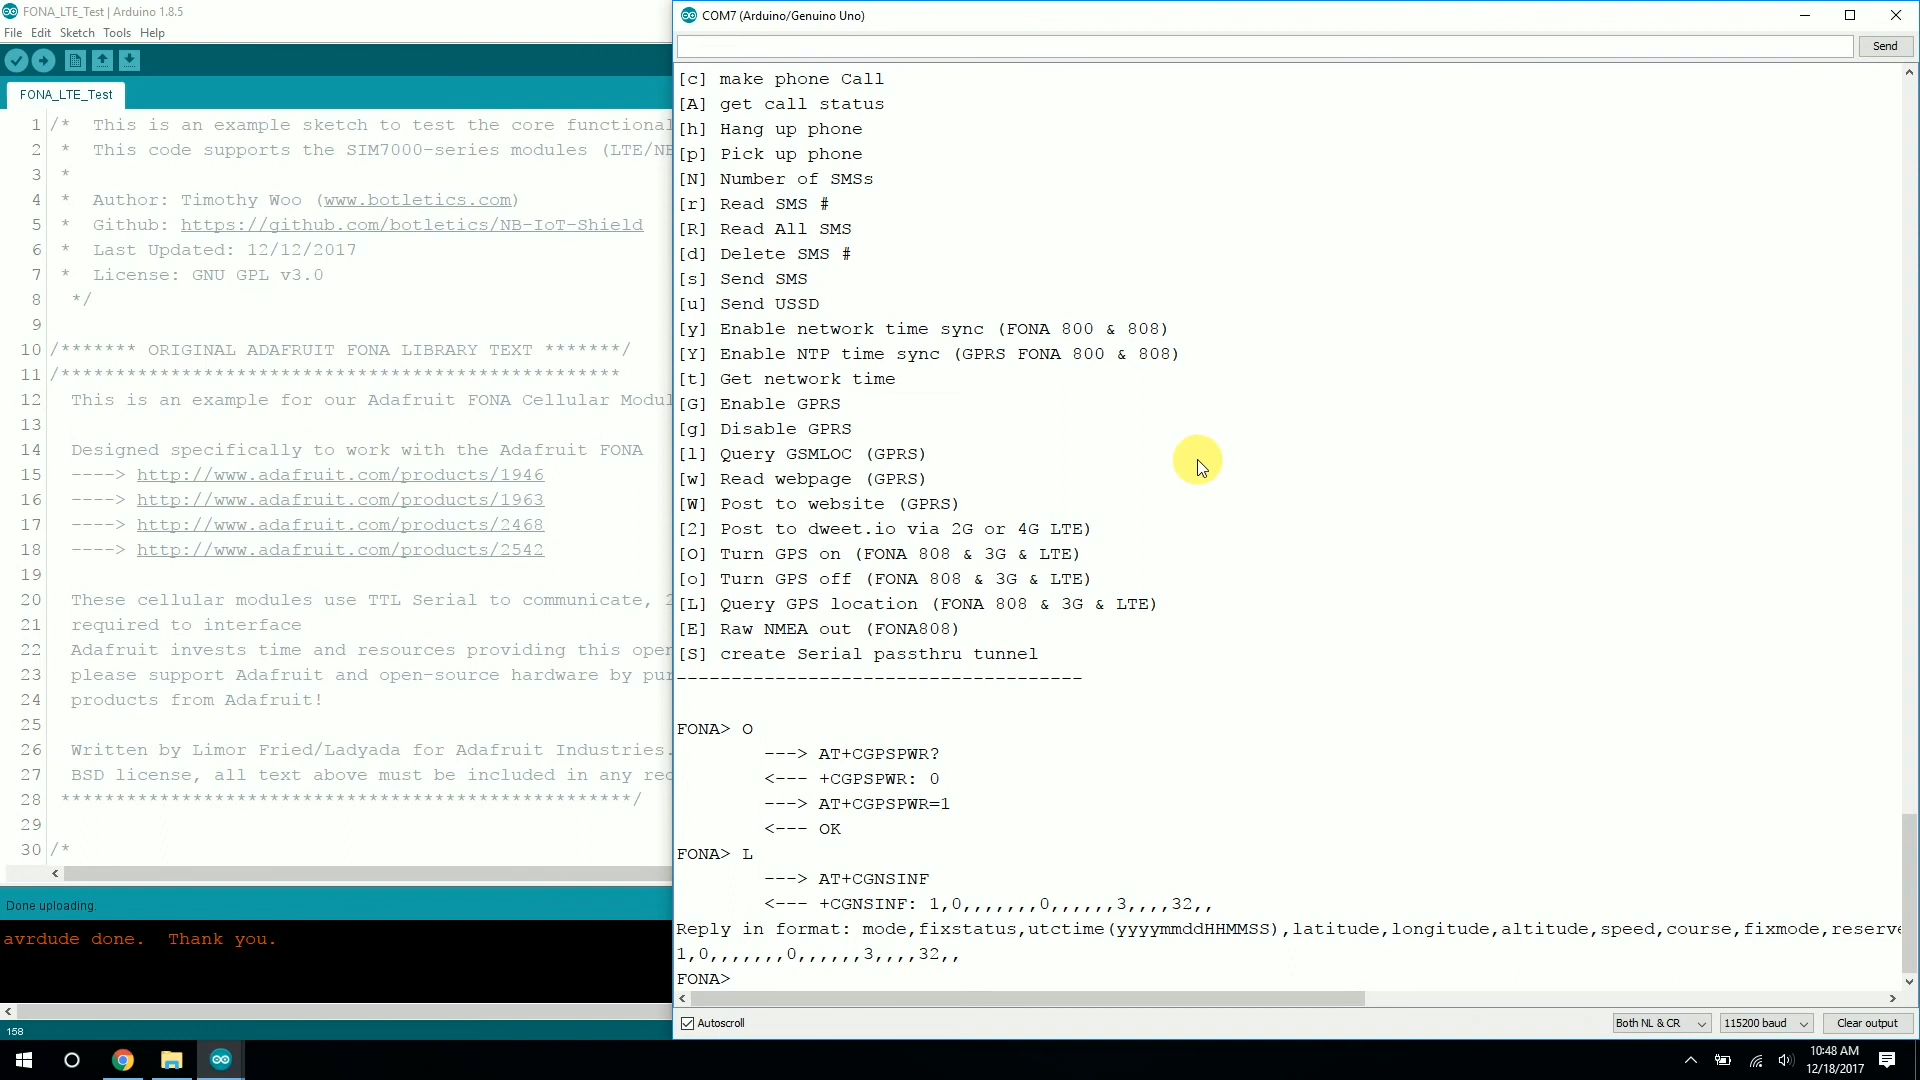 FONA_LTE_Test | Arduino 1.8.5
File Edit Sketch Tools Help
FONA_LTE_Test
1 /* This is an example sketch to test the core functional
2 * This code supports the SIM7000-series modules (LTE/NB
3 *
4 * Author: Timothy Woo (www.botletics.com)
5 * Github: https://github.com/botletics/NB-IoT-Shield
6 * Last Updated: 12/12/2017
7 * License: GNU GPL v3.0
8 */
9
10 /******* ORIGINAL ADAFRUIT FONA LIBRARY TEXT *******/
11 /***************************************************
12 This is an example for our Adafruit FONA Cellular Modul
13
14 Designed specifically to work with the Adafruit FONA
15 ----> http://www.adafruit.com/products/1946
16 ----> http://www.adafruit.com/products/1963
17 ----> http://www.adafruit.com/products/2468
18 ----> http://www.adafruit.com/products/2542
19
20 These cellular modules use TTL Serial to communicate, 2
21 required to interface
22 Adafruit invests time and resources providing this open
23 please support Adafruit and open-source hardware by pur
24 products from Adafruit!
25
26 Written by Limor Fried/Ladyada for Adafruit Industries.
27 BSD license, all text above must be included in any red
28 ****************************************************/
29
30 /*
Done uploading.
avrdude done.  Thank you.
158
COM7 (Arduino/Genuino Uno)
Send
[c] make phone Call
[A] get call status
[h] Hang up phone
[p] Pick up phone
[N] Number of SMSs
[r] Read SMS #
[R] Read All SMS
[d] Delete SMS #
[s] Send SMS
[u] Send USSD
[y] Enable network time sync (FONA 800 & 808)
[Y] Enable NTP time sync (GPRS FONA 800 & 808)
[t] Get network time
[G] Enable GPRS
[g] Disable GPRS
[l] Query GSMLOC (GPRS)
[w] Read webpage (GPRS)
[W] Post to website (GPRS)
[2] Post to dweet.io via 2G or 4G LTE)
[O] Turn GPS on (FONA 808 & 3G & LTE)
[o] Turn GPS off (FONA 808 & 3G & LTE)
[L] Query GPS location (FONA 808 & 3G & LTE)
[E] Raw NMEA out (FONA808)
[S] create Serial passthru tunnel
-------------------------------------
FONA> O
---> AT+CGPSPWR?
<--- +CGPSPWR: 0
---> AT+CGPSPWR=1
<--- OK
FONA> L
---> AT+CGNSINF
<--- +CGNSINF: 1,0,,,,,,,0,,,,,,3,,,,32,,
Reply in format: mode,fixstatus,utctime(yyyymmddHHMMSS),latitude,longitude,altitude,speed,course,fixmode,reserve
1,0,,,,,,,0,,,,,,3,,,,32,,
FONA>
Autoscroll
Both NL & CR
115200 baud
Clear output
10:48 AM
12/18/2017